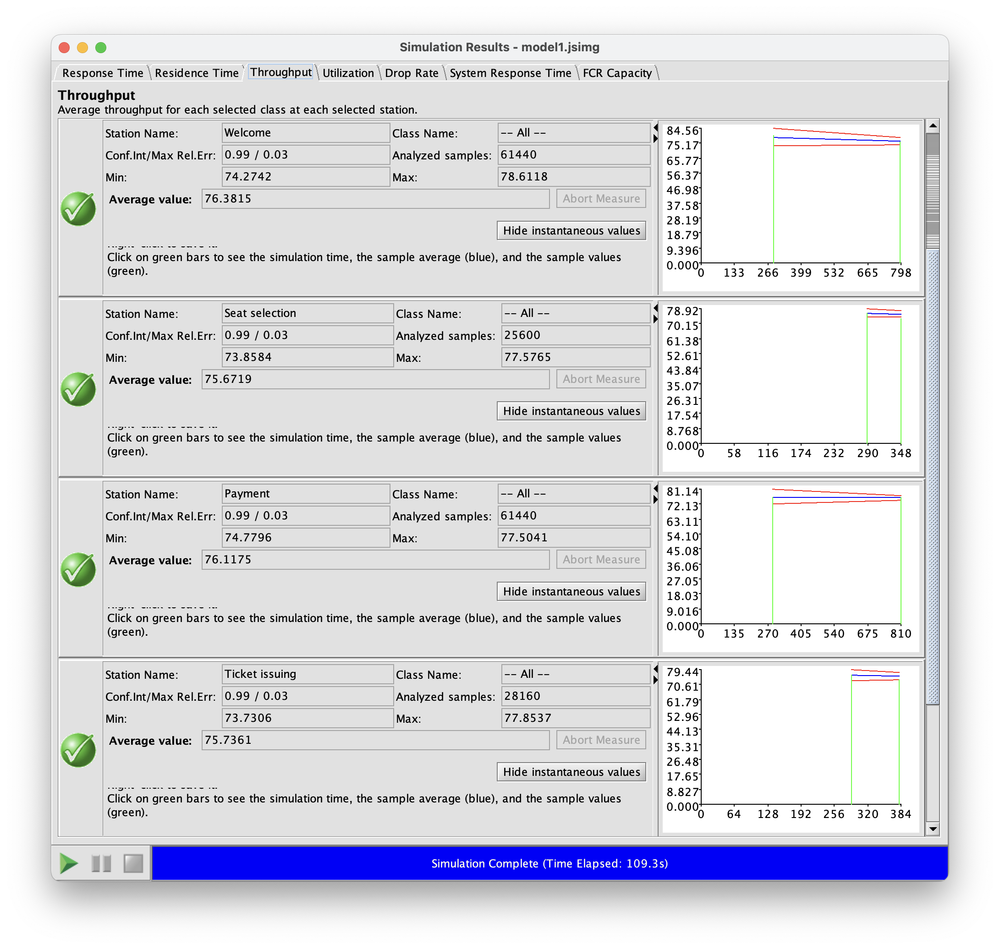 Simulation Results - model1.jsimg
Response Time Residence Time Throughput Utilization Drop Rate System Response Time FCR Capacity
Throughput
Average throughput for each selected class at each selected station.
Station Name: Welcome Class Name: -- All --
Conf.Int/Max Rel.Err: 0.99 / 0.03 Analyzed samples: 61440
Min: 74.2742 Max: 78.6118
Average value: 76.3815 Abort Measure
Hide instantaneous values
Click on green bars to see the simulation time, the sample average (blue), and the sample values
(green).
84.56
75.17
65.77
56.37
46.98
37.58
28.19
18.79
9.396
0.000
0 133 266 399 532 665 798
Station Name: Seat selection Class Name: -- All --
Conf.Int/Max Rel.Err: 0.99 / 0.03 Analyzed samples: 25600
Min: 73.8584 Max: 77.5765
Average value: 75.6719 Abort Measure
Hide instantaneous values
Click on green bars to see the simulation time, the sample average (blue), and the sample values
(green).
78.92
70.15
61.38
52.61
43.84
35.07
26.31
17.54
8.768
0.000
0 58 116 174 232 290 348
Station Name: Payment Class Name: -- All --
Conf.Int/Max Rel.Err: 0.99 / 0.03 Analyzed samples: 61440
Min: 74.7796 Max: 77.5041
Average value: 76.1175 Abort Measure
Hide instantaneous values
Click on green bars to see the simulation time, the sample average (blue), and the sample values
(green).
81.14
72.13
63.11
54.10
45.08
36.06
27.05
18.03
9.016
0.000
0 135 270 405 540 675 810
Station Name: Ticket issuing Class Name: -- All --
Conf.Int/Max Rel.Err: 0.99 / 0.03 Analyzed samples: 28160
Min: 73.7306 Max: 77.8537
Average value: 75.7361 Abort Measure
Hide instantaneous values
Click on green bars to see the simulation time, the sample average (blue), and the sample values
(green).
79.44
70.61
61.79
52.96
44.13
35.31
26.48
17.65
8.827
0.000
0 64 128 192 256 320 384
Simulation Complete (Time Elapsed: 109.3s)